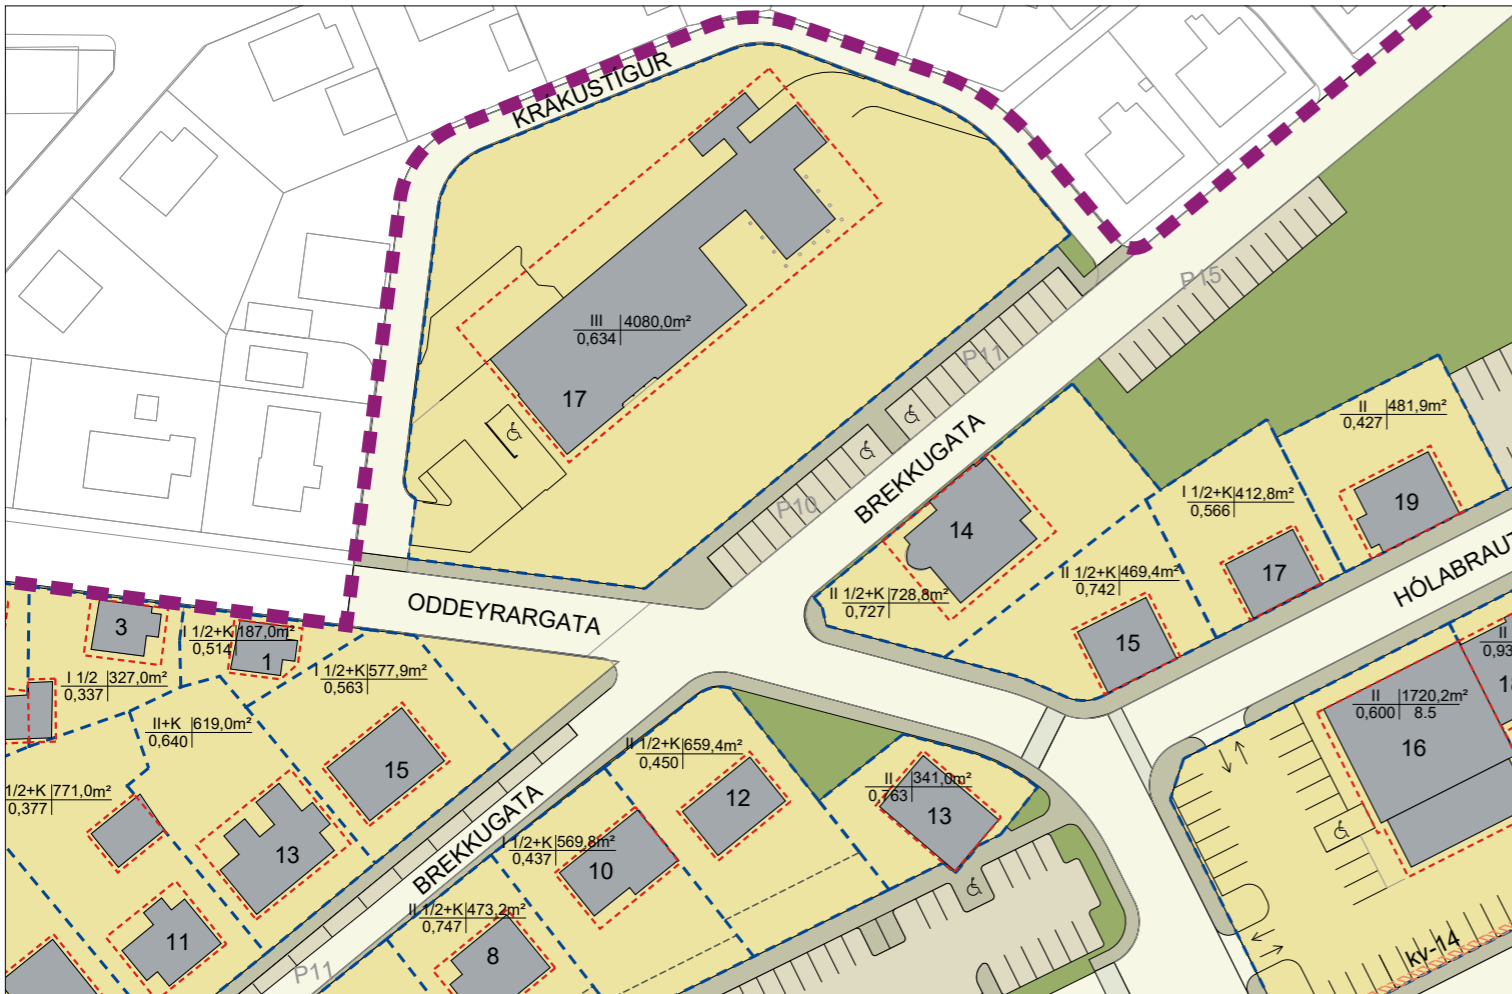 KRÁKUSTÍGUR
P15
III 4080,0m²
0,634
17
P11
BREKKUGATA
P10
II 481,9m²
0,427
19
I 1/2+K 412,8m²
0,566
17
14
II 1/2+K 469,4m²
0,742
15
II 1/2+K 728,8m²
0,727
HÓLABRAUT
ODDEYRARGATA
3
I 1/2+K 187,0m²
0,514
1
I 1/2 327,0m²
0,337
I 1/2+K 577,9m²
0,563
II+K 619,0m²
0,640
15
1/2+K 771,0m²
0,377
13
11
BREKKUGATA
P11
II 1/2+K 659,4m²
0,450
12
I 1/2+K 569,8m²
0,437
10
II 1/2+K 473,2m²
0,747
8
II 341,0m²
0,763
13
II 1720,2m²
0,600 8.5
16
II
0,93
kv-14